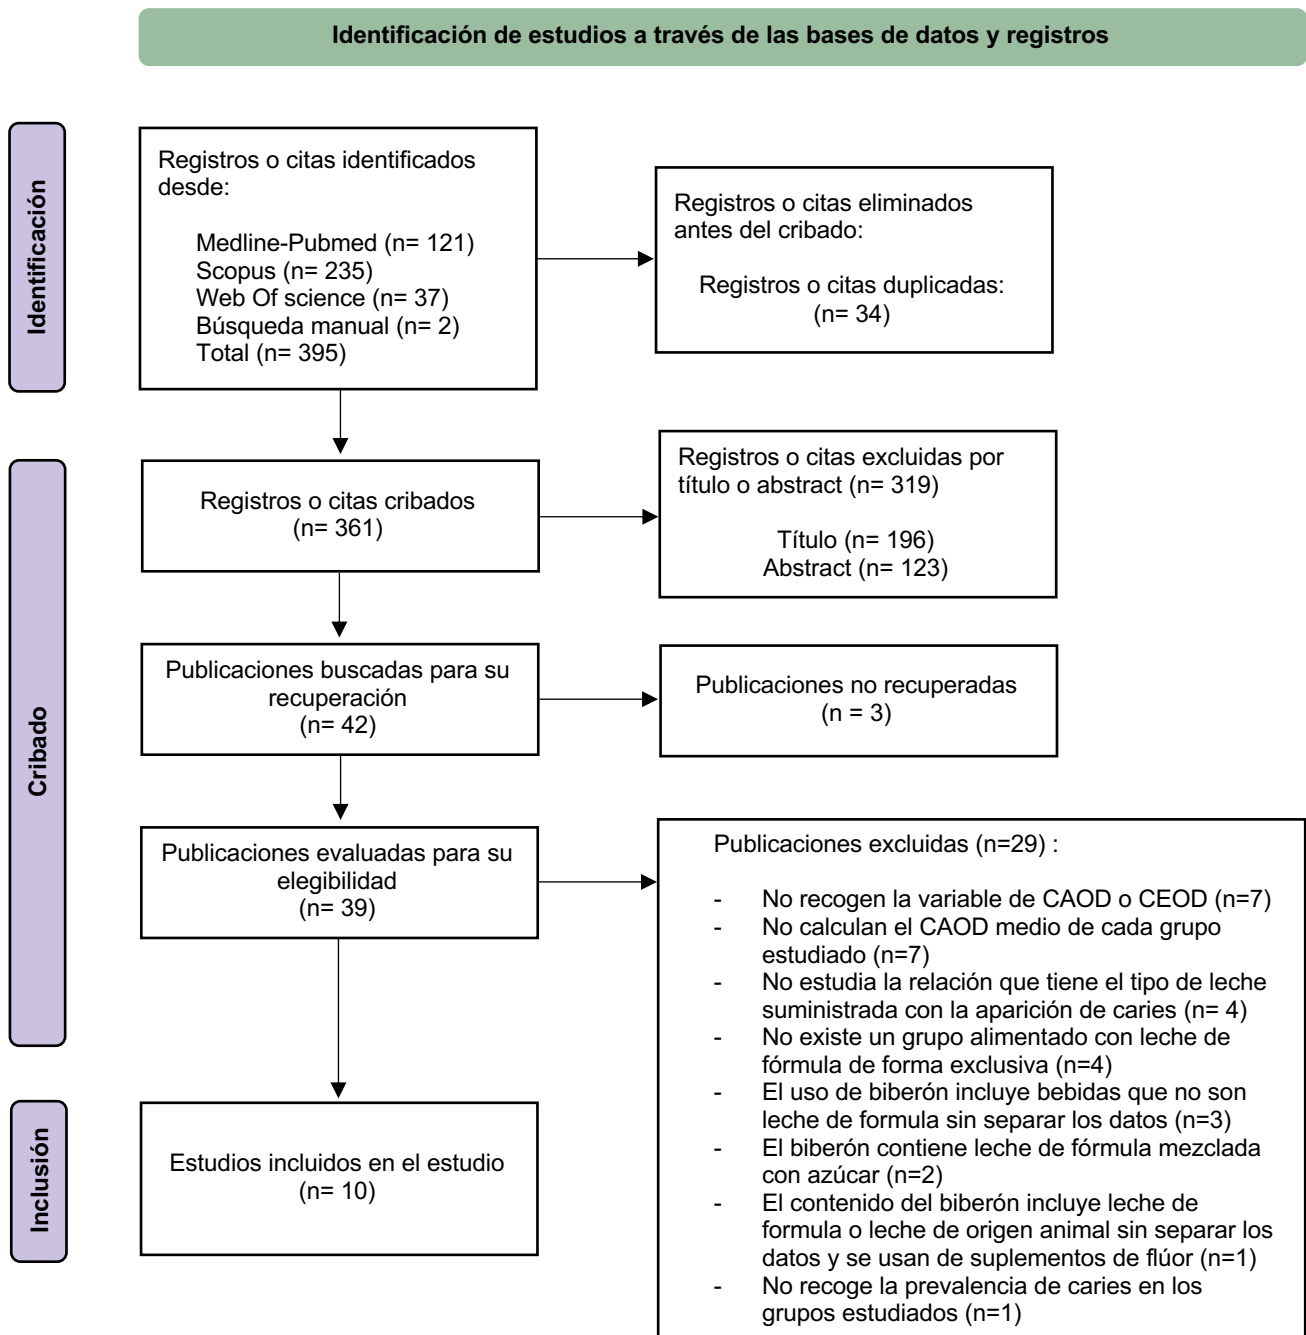 Identificación de estudios a través de las bases de datos y registros
Identificación
Registros o citas identificados
desde:
Medline-Pubmed (n= 121)
Scopus (n= 235)
Web Of science (n= 37)
Búsqueda manual (n= 2)
Total (n= 395)
Registros o citas eliminados
antes del cribado:
Registros o citas duplicadas:
(n= 34)
Cribado
Registros o citas cribados
(n= 361)
Registros o citas excluidas por
título o abstract (n= 319)
Título (n= 196)
Abstract (n= 123)
Publicaciones buscadas para su
recuperación
(n= 42)
Publicaciones no recuperadas
(n = 3)
Publicaciones evaluadas para su
elegibilidad
(n= 39)
Publicaciones excluidas (n=29) :
- No recogen la variable de CAOD o CEOD (n=7)
- No calculan el CAOD medio de cada grupo
estudiado (n=7)
- No estudia la relación que tiene el tipo de leche
suministrada con la aparición de caries (n= 4)
- No existe un grupo alimentado con leche de
fórmula de forma exclusiva (n=4)
- El uso de biberón incluye bebidas que no son
leche de formula sin separar los datos (n=3)
- El biberón contiene leche de fórmula mezclada
con azúcar (n=2)
- El contenido del biberón incluye leche de
formula o leche de origen animal sin separar los
datos y se usan de suplementos de flúor (n=1)
- No recoge la prevalencia de caries en los
grupos estudiados (n=1)
Inclusión
Estudios incluidos en el estudio
(n= 10)